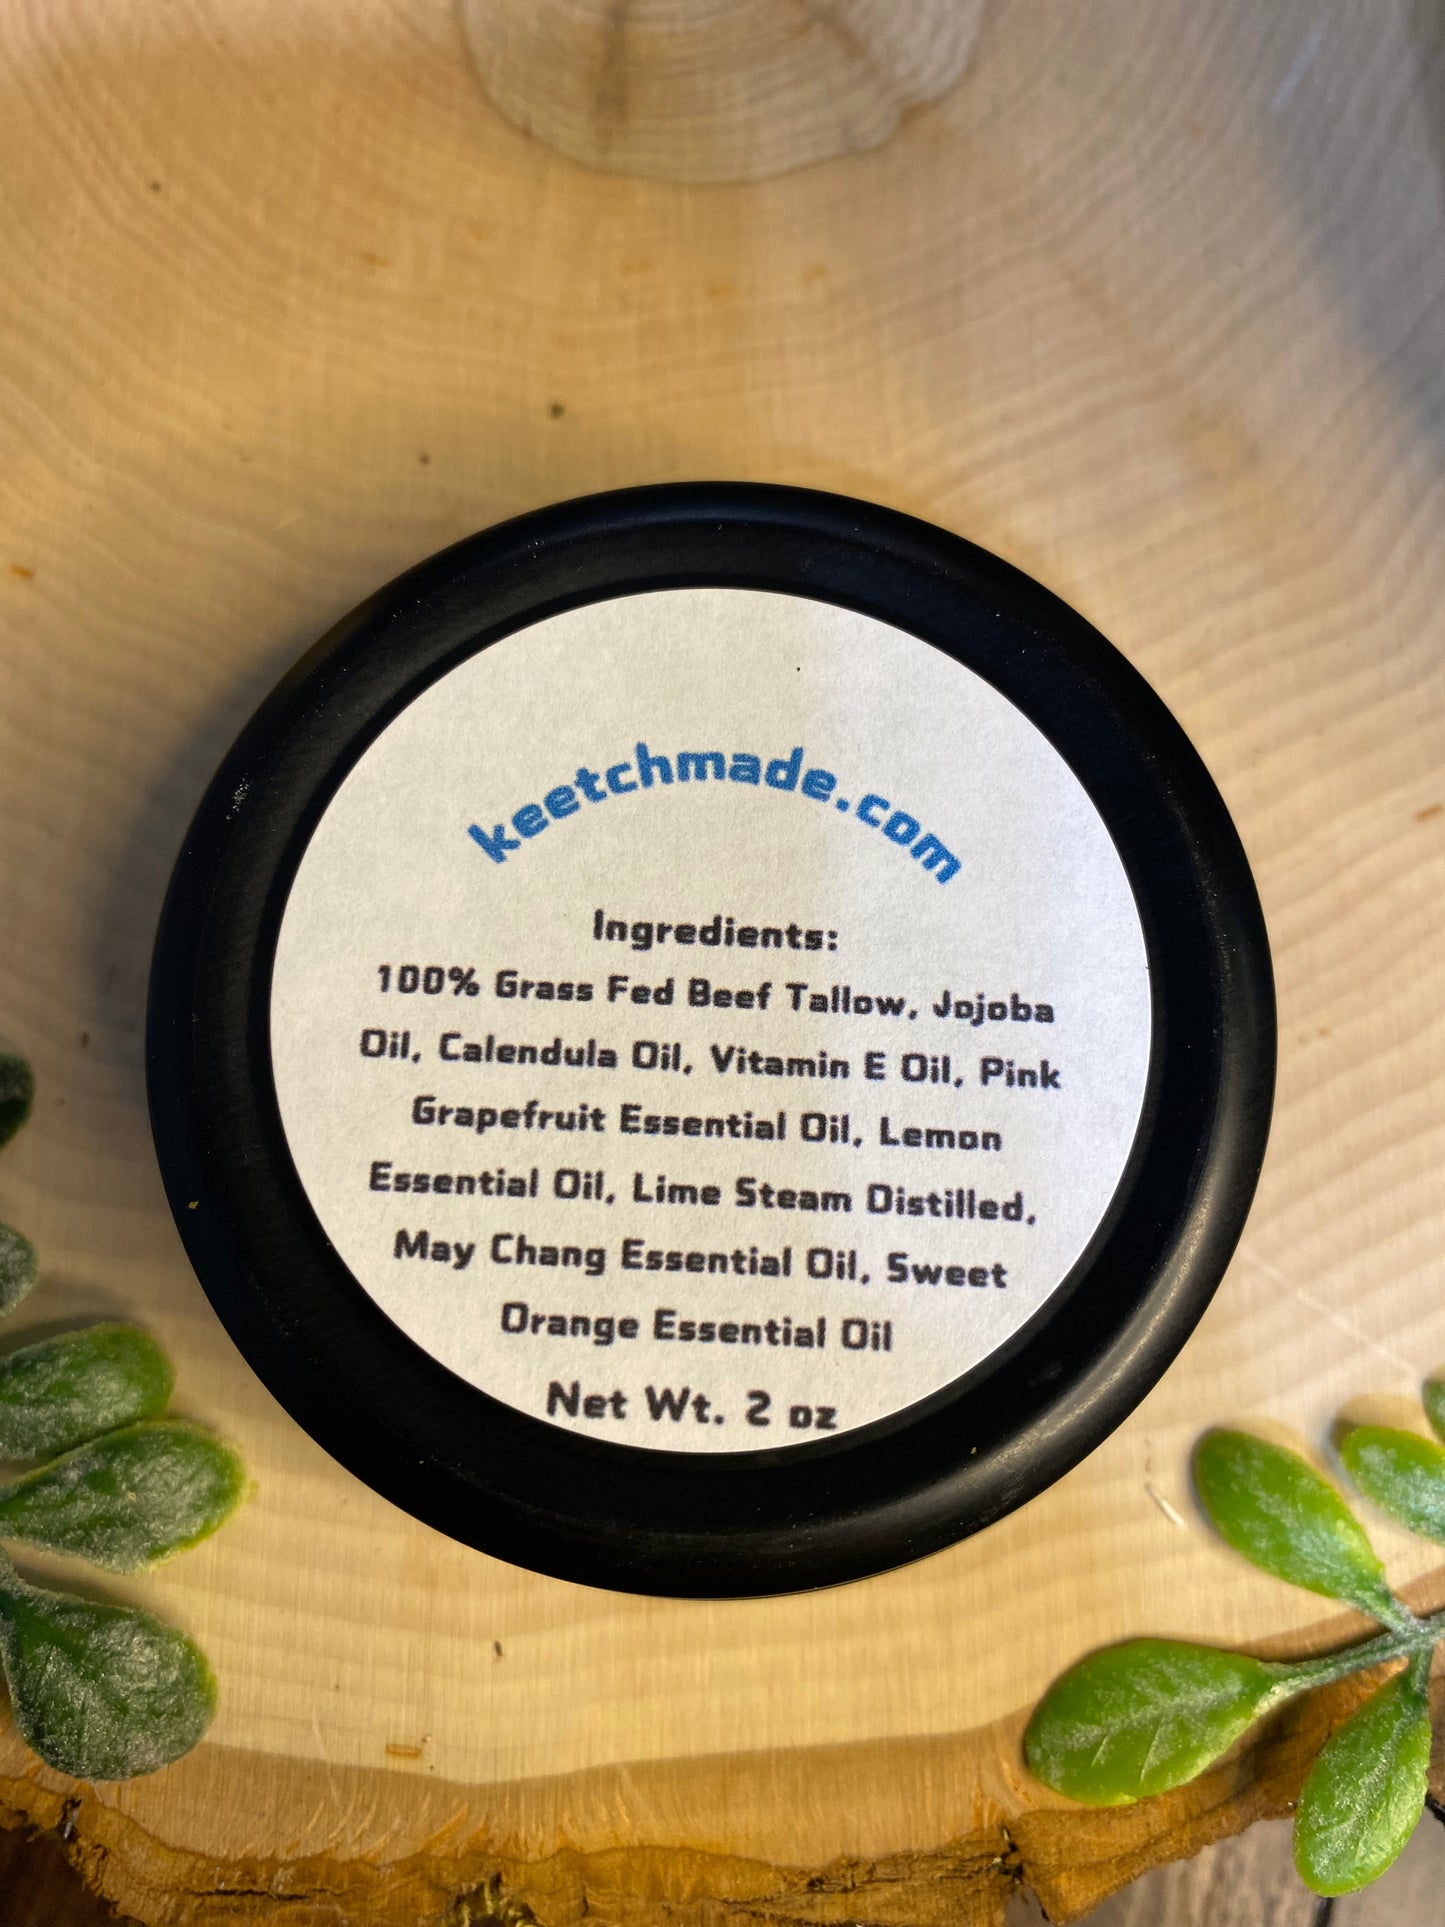 keetchmade.com
Ingredients:
100% Grass Fed Beef Tallow, Jojoba
Oil, Calendula Oil, Vitamin E Oil, Pink
Grapefruit Essential Oil, Lemon
Essential Oil, Lime Steam Distilled,
May Chang Essential Oil, Sweet
Orange Essential Oil
Net Wt. 2 oz